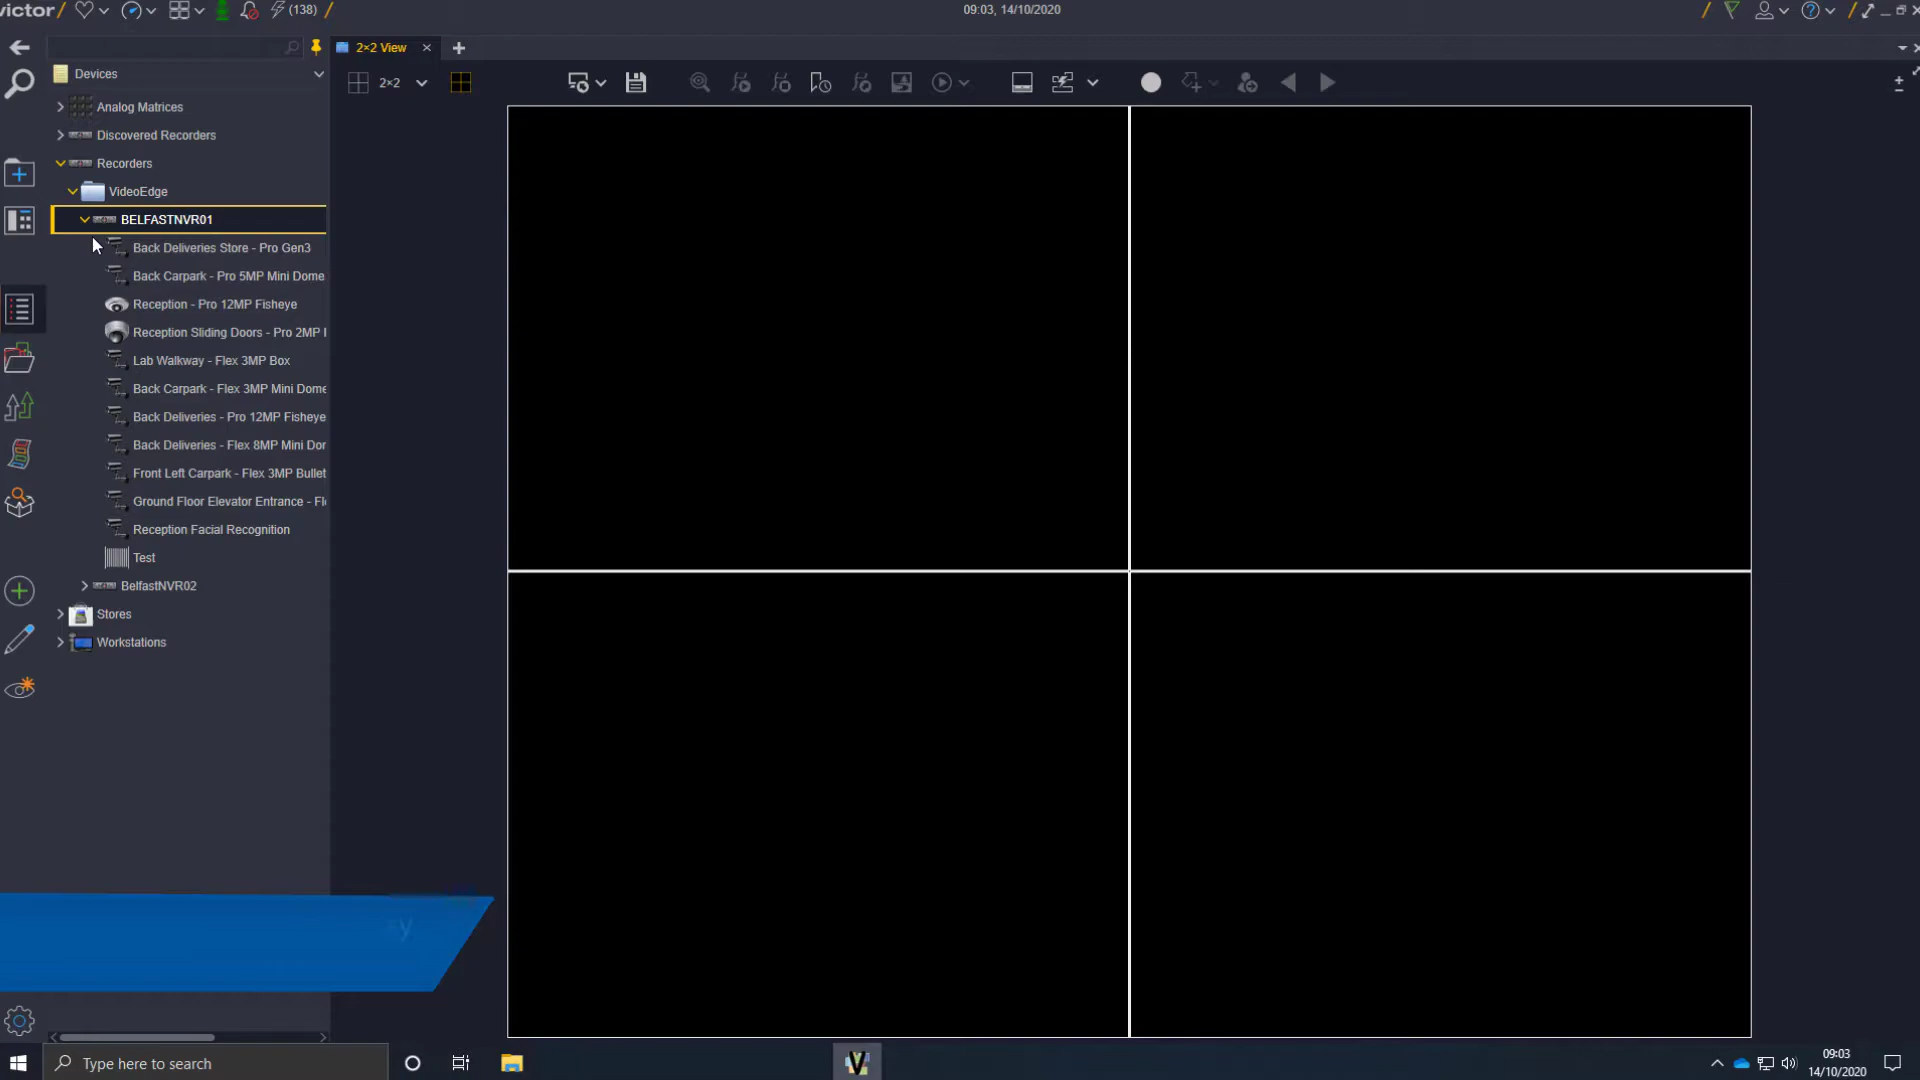 victor
(138)
09:03, 14/10/2020
2×2 View
Devices
2×2
Analog Matrices
Discovered Recorders
Recorders
VideoEdge
BELFASTNVR01
Back Deliveries Store - Pro Gen3
Back Carpark - Pro 5MP Mini Dome
Reception - Pro 12MP Fisheye
Reception Sliding Doors - Pro 2MP
Lab Walkway - Flex 3MP Box
Back Carpark - Flex 3MP Mini Dome
Back Deliveries - Pro 12MP Fisheye
Back Deliveries - Flex 8MP Mini Dor
Front Left Carpark - Flex 3MP Bullet
Ground Floor Elevator Entrance - Fl
Reception Facial Recognition
Test
BelfastNVR02
Stores
Workstations
Type here to search
09:03
14/10/2020